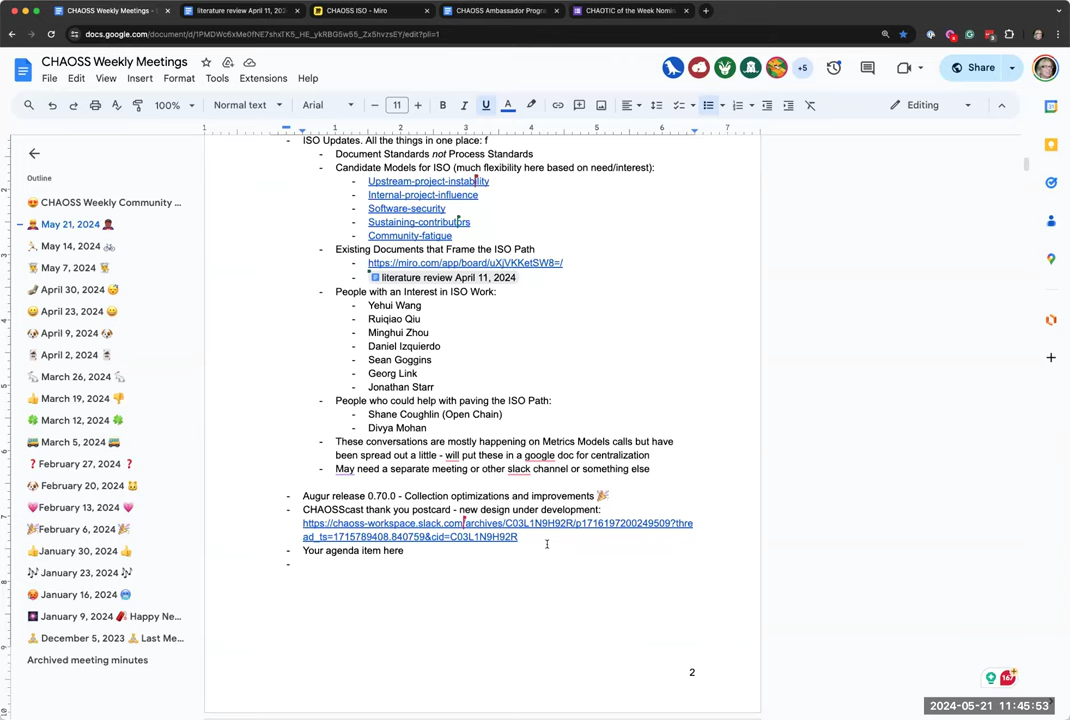 CHAOSS Weekly Meetings -
literature review April 11, 202
CHAOSS ISO - Miro
CHAOSS Ambassador Progra
CHAOTIC of the Week Nomin
docs.google.com/document/d/1PMDWc6xMe0fNE7shxTK5_HE_ykRBG5w55_Zx5hvzsEY/edit?pli=1
CHAOSS Weekly Meetings
File Edit View Insert Format Tools Extensions Help
+5
Share
100% Normal text Arial 11 B I U A Editing
1 1 2 3 4 5 6 7
Outline
😍 CHAOSS Weekly Community ...
May 21, 2024
May 14, 2024
May 7, 2024
April 30, 2024
April 23, 2024
April 9, 2024
April 2, 2024
March 26, 2024
March 19, 2024
March 12, 2024
March 5, 2024
❓ February 27, 2024 ❓
February 20, 2024
February 13, 2024
🎉 February 6, 2024 🎉
👍 January 30, 2024 👍
🎶 January 23, 2024 🎶
January 16, 2024
January 9, 2024 🧨 Happy Ne...
December 5, 2023 Last Me...
Archived meeting minutes
- ISO Updates. All the things in one place: f
- Document Standards not Process Standards
- Candidate Models for ISO (much flexibility here based on need/interest):
- Upstream-project-instability
- Internal-project-influence
- Software-security
- Sustaining-contributors
- Community-fatigue
- Existing Documents that Frame the ISO Path
- https://miro.com/app/board/uXjVKKetSW8=/
- literature review April 11, 2024
- People with an Interest in ISO Work:
- Yehui Wang
- Ruiqiao Qiu
- Minghui Zhou
- Daniel Izquierdo
- Sean Goggins
- Georg Link
- Jonathan Starr
- People who could help with paving the ISO Path:
- Shane Coughlin (Open Chain)
- Divya Mohan
- These conversations are mostly happening on Metrics Models calls but have
been spread out a little - will put these in a google doc for centralization
- May need a separate meeting or other slack channel or something else
- Augur release 0.70.0 - Collection optimizations and improvements 🎉
- CHAOSScast thank you postcard - new design under development:
https://chaoss-workspace.slack.com/archives/C03L1N9H92R/p1716197200249509?thre
ad_ts=1715789408.840759&cid=C03L1N9H92R
- Your agenda item here
-
2
167
2024-05-21 11:45:53